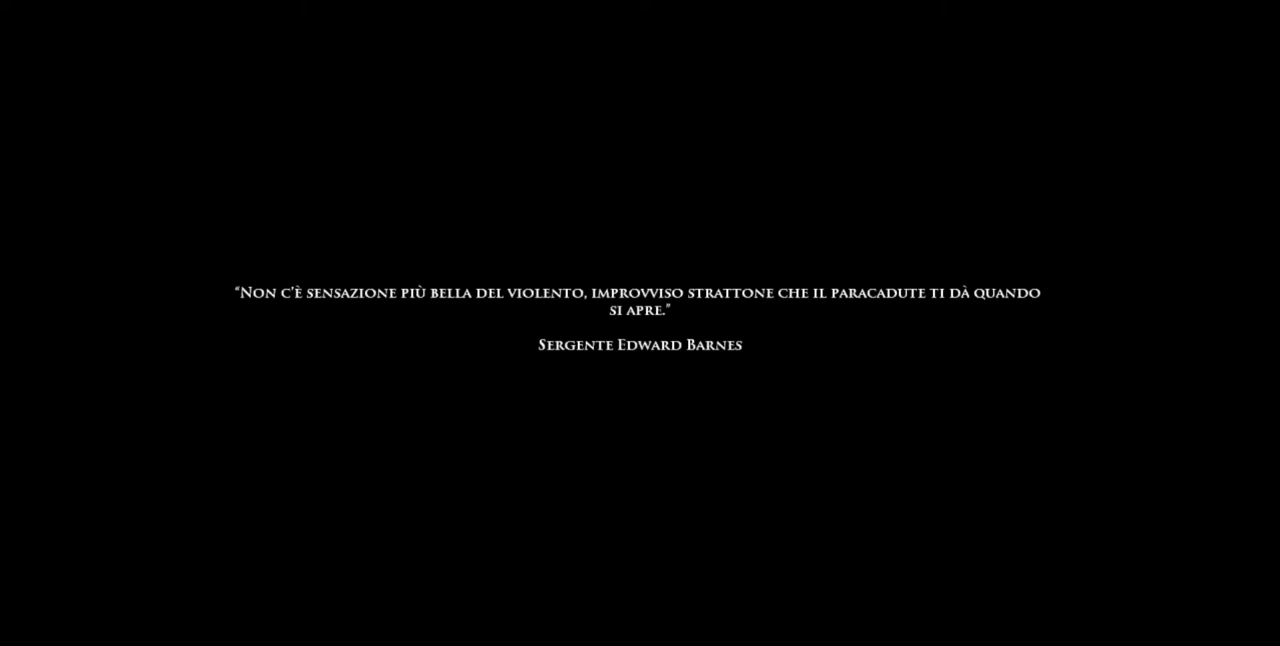 “Non c’è sensazione più bella del violento, improvviso strattone che il paracadute ti dà quando
si apre.”
Sergente Edward Barnes